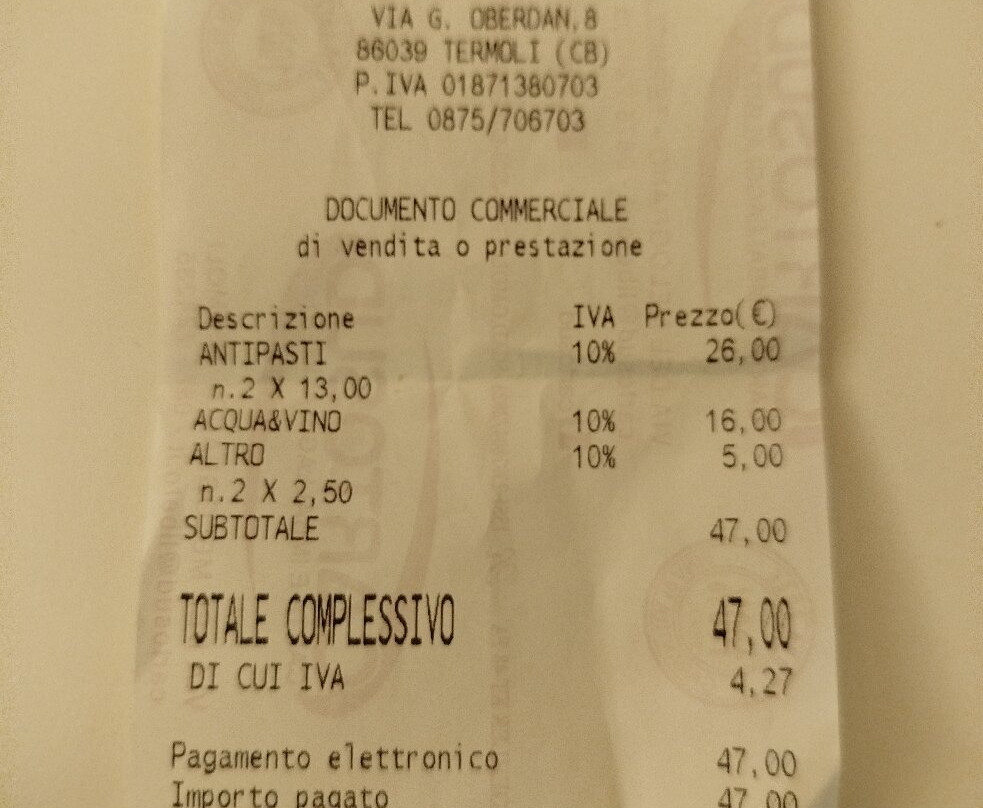 VIA G. OBERDAN,8
86039 TERMOLI (CB)
P.IVA 01871380703
TEL 0875/706703
DOCUMENTO COMMERCIALE
di vendita o prestazione
Descrizione IVA Prezzo(€)
ANTIPASTI 10% 26,00
n.2 X 13,00
ACQUA&VINO 10% 16,00
ALTRO 10% 5,00
n.2 X 2,50
SUBTOTALE 47,00
TOTALE COMPLESSIVO 47,00
DI CUI IVA 4,27
Pagamento elettronico 47,00
Importo pagato 47,00